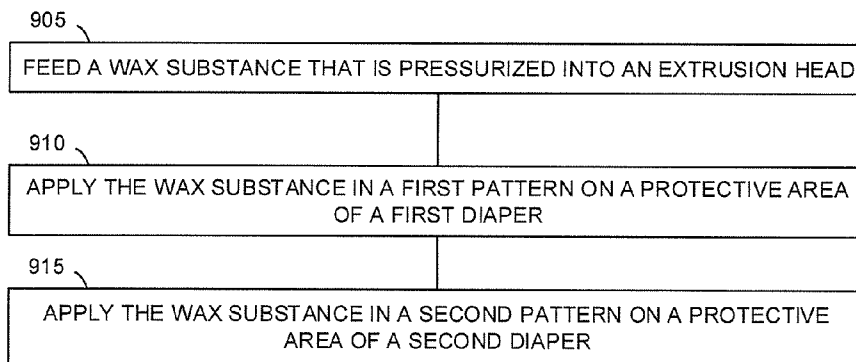 905
FEED A WAX SUBSTANCE THAT IS PRESSURIZED INTO AN EXTRUSION HEAD
910
APPLY THE WAX SUBSTANCE IN A FIRST PATTERN ON A PROTECTIVE AREA
OF A FIRST DIAPER
915
APPLY THE WAX SUBSTANCE IN A SECOND PATTERN ON A PROTECTIVE
AREA OF A SECOND DIAPER